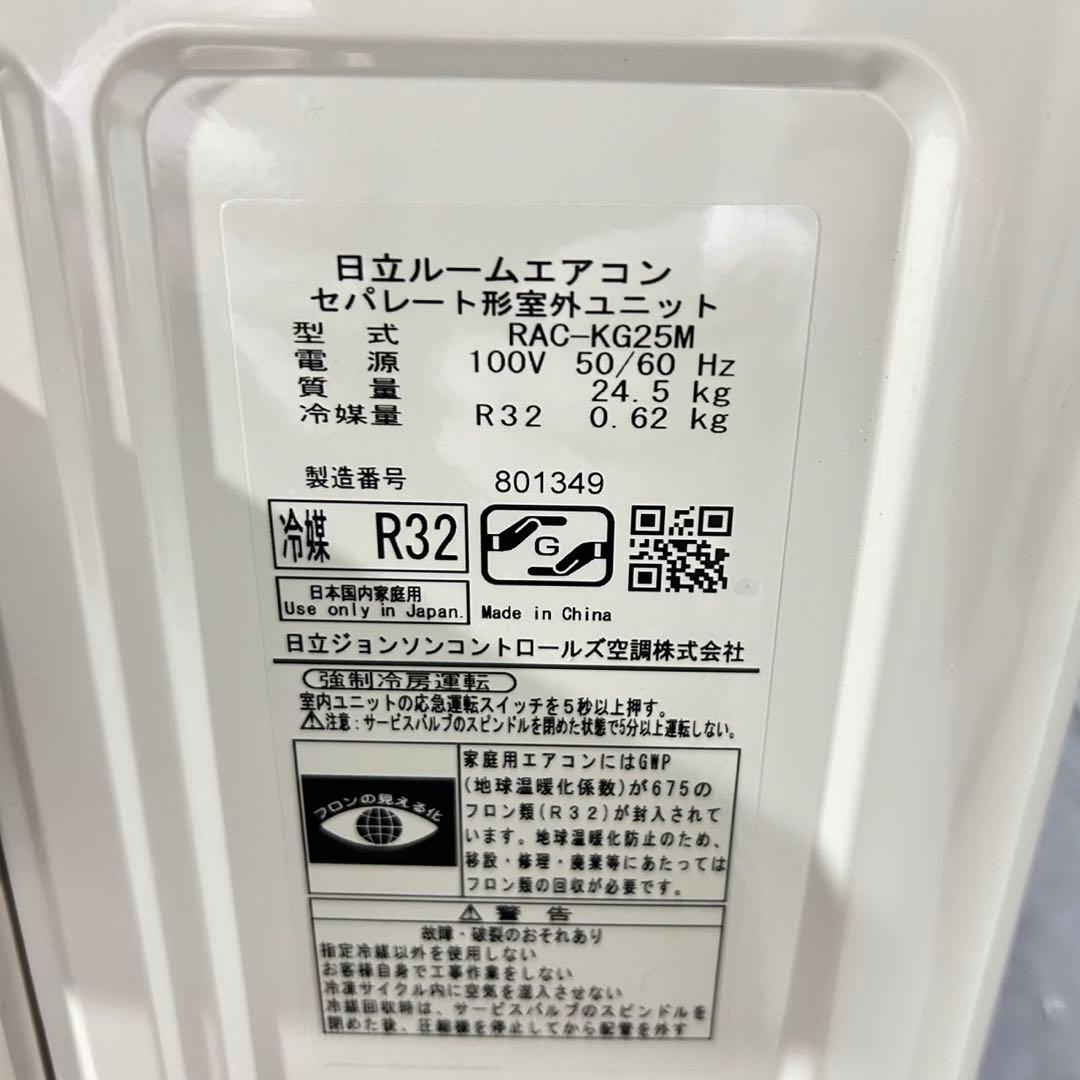 日立ルームエアコン
セパレート形室外ユニット
型 式 RAC-KG25M
電 源 100V 50/60 Hz
質 量 24.5 kg
冷媒量 R32 0.62 kg
製造番号 801349
冷媒 R32
G
日本国内家庭用
Use only in Japan.
Made in China
日立ジョンソンコントロールズ空調株式会社
強制冷房運転
室内ユニットの応急運転スイッチを5秒以上押す。
⚠注意:サービスバルブのスピンドルを閉めた状態で5分以上運転しない。
フロンの見える化
家庭用エアコンにはGWP
(地球温暖化係数)が675の
フロン類(R32)が封入されて
います。地球温暖化防止のため、
移設・修理・廃棄等にあたっては
フロン類の回収が必要です。
⚠ 警 告
故障・破裂のおそれあり
指定冷媒以外を使用しない
お客様自身で工事作業をしない
冷凍サイクル内に空気を混入させない
冷媒回収時は、サービスバルブのスピンドルを
閉めた後、圧縮機を停止してから配管を外す